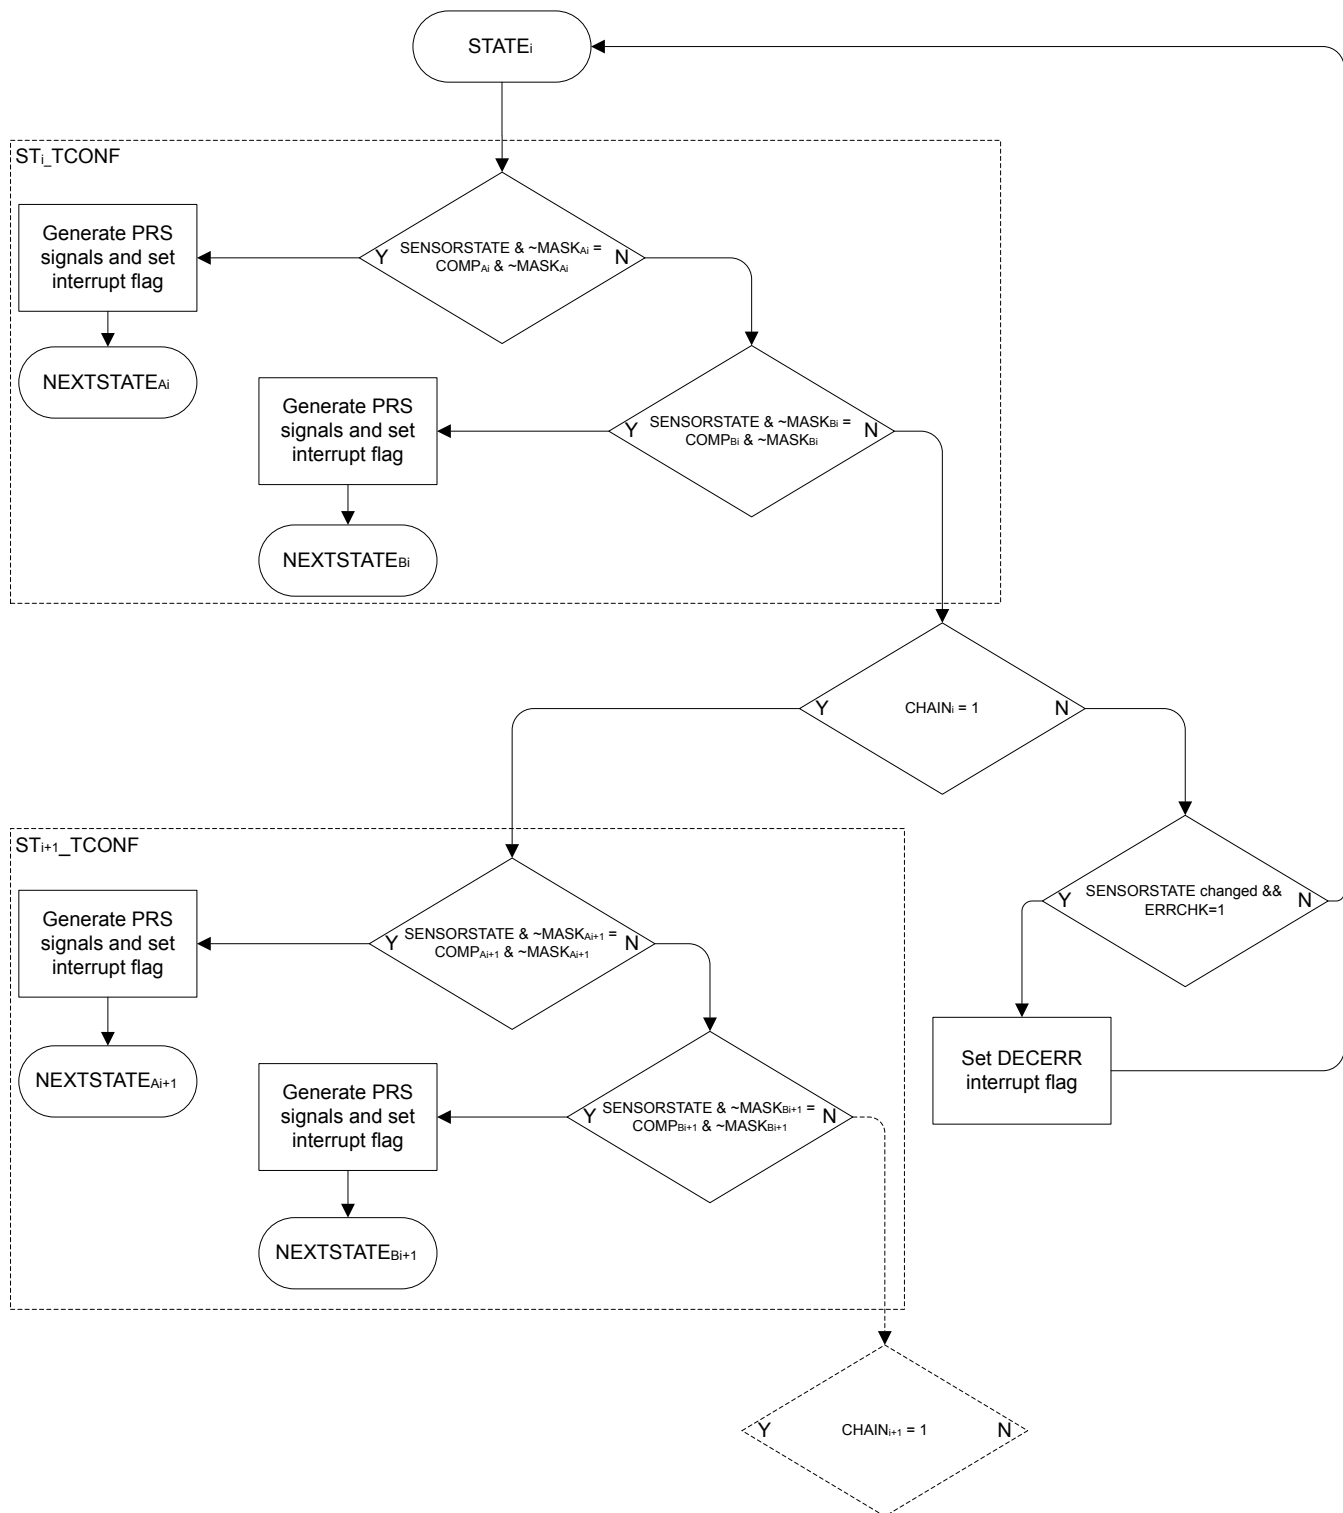 STATEi
STi_TCONF
Generate PRS
signals and set
interrupt flag
Y
SENSORSTATE & ~MASKAi =
COMPAi & ~MASKAi
N
NEXTSTATEAi
Generate PRS
signals and set
interrupt flag
Y
SENSORSTATE & ~MASKBi =
COMPBi & ~MASKBi
N
NEXTSTATEBi
Y
CHAINi = 1
N
STi+1_TCONF
Generate PRS
signals and set
interrupt flag
Y
SENSORSTATE & ~MASKAi+1 =
COMPAi+1 & ~MASKAi+1
N
Y
SENSORSTATE changed &&
ERRCHK=1
N
NEXTSTATEAi+1
Set DECERR
interrupt flag
Generate PRS
signals and set
interrupt flag
Y
SENSORSTATE & ~MASKBi+1 =
COMPBi+1 & ~MASKBi+1
N
NEXTSTATEBi+1
Y
CHAINi+1 = 1
N